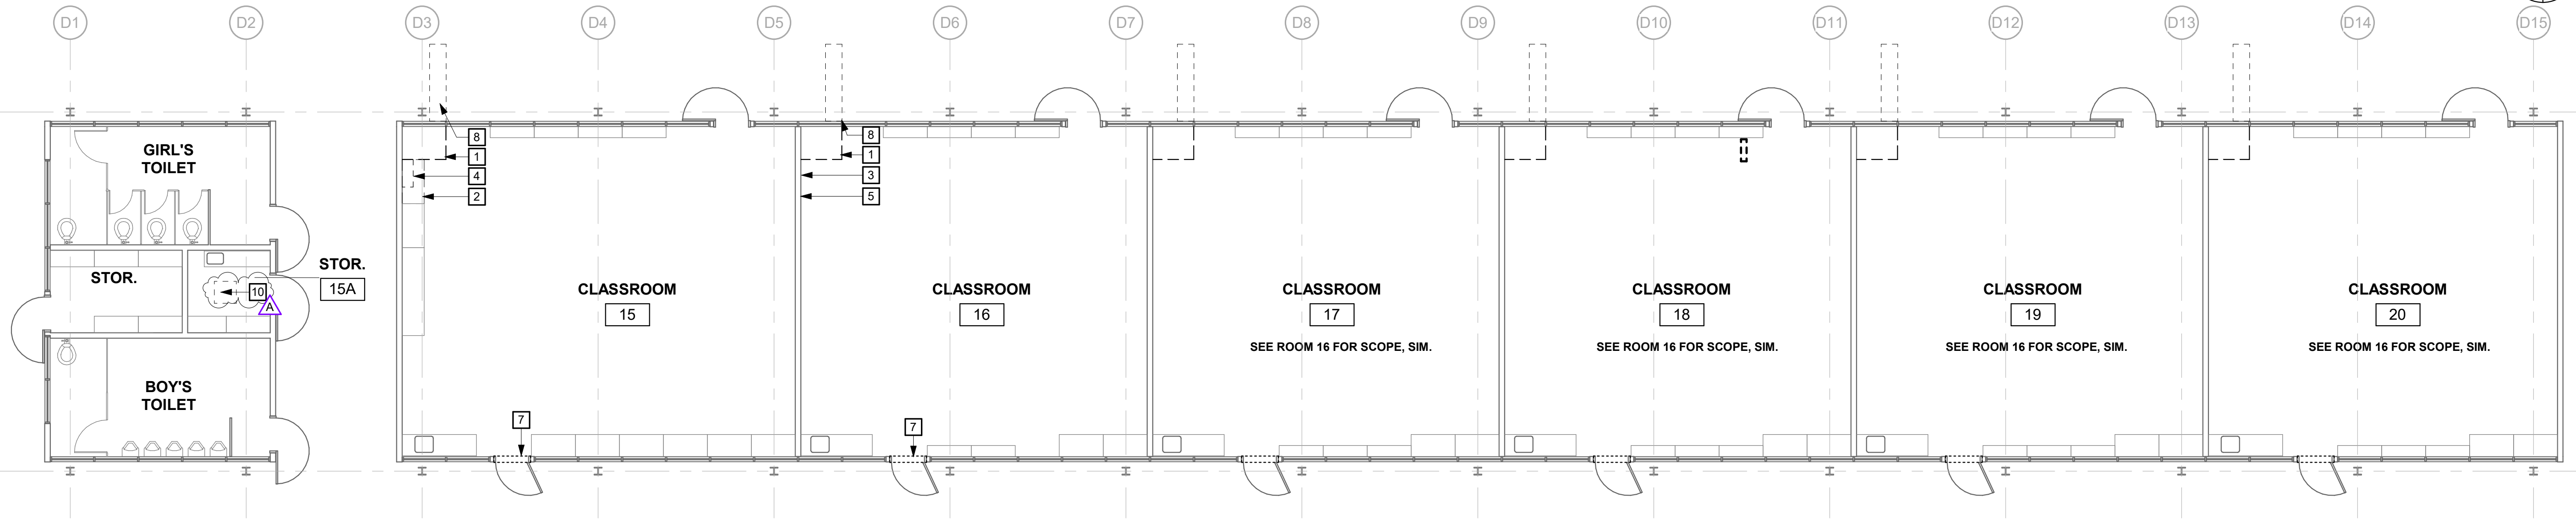 D1
D2
D3
D4
D5
D6
D7
D8
D9
D10
D11
D12
D13
D14
D15
8
1
4
2
8
1
3
5
GIRL'S
TOILET
STOR.
10
A
STOR.
15A
BOY'S
TOILET
CLASSROOM
15
CLASSROOM
16
CLASSROOM
17
SEE ROOM 16 FOR SCOPE, SIM.
CLASSROOM
18
SEE ROOM 16 FOR SCOPE, SIM.
CLASSROOM
19
SEE ROOM 16 FOR SCOPE, SIM.
CLASSROOM
20
SEE ROOM 16 FOR SCOPE, SIM.
7
7